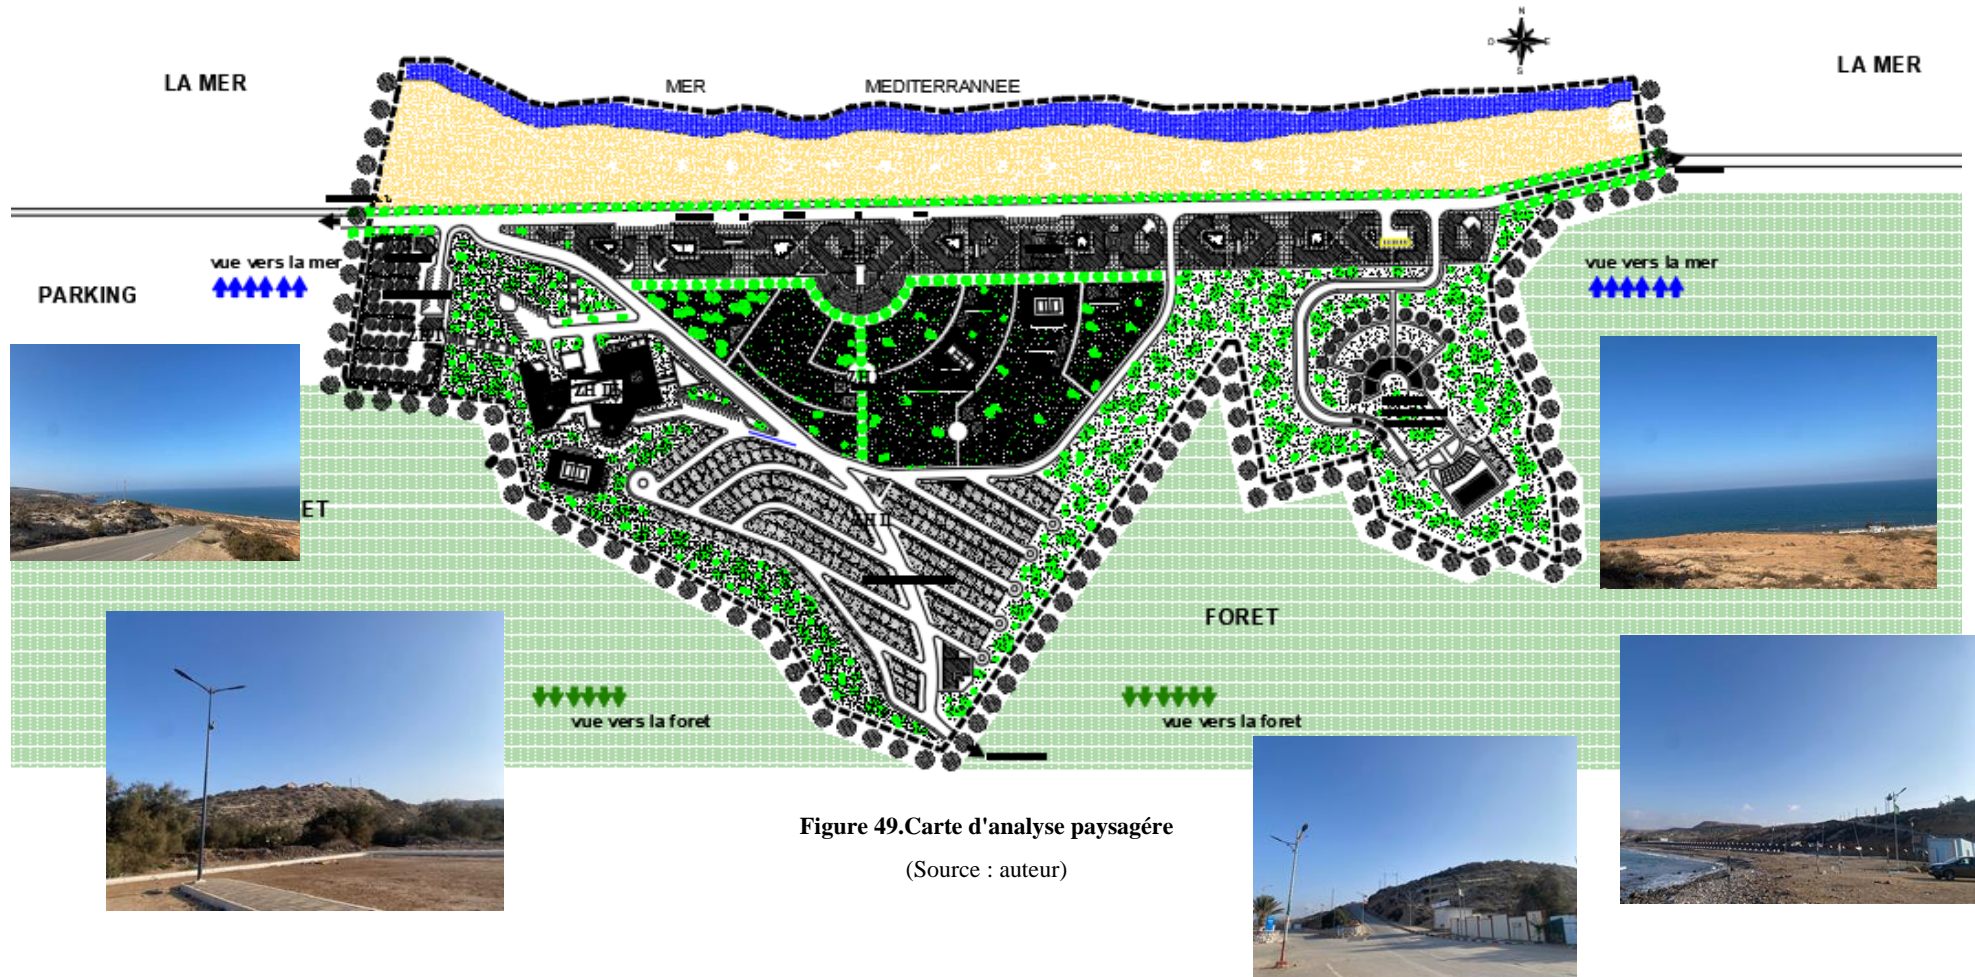 N
O E
S
LA MER
LA MER
MER MEDITERRANNEE
vue vers la mer
vue vers la mer
PARKING
ET
FORET
vue vers la foret
vue vers la foret
Figure 49.Carte d'analyse paysagére
(Source : auteur)